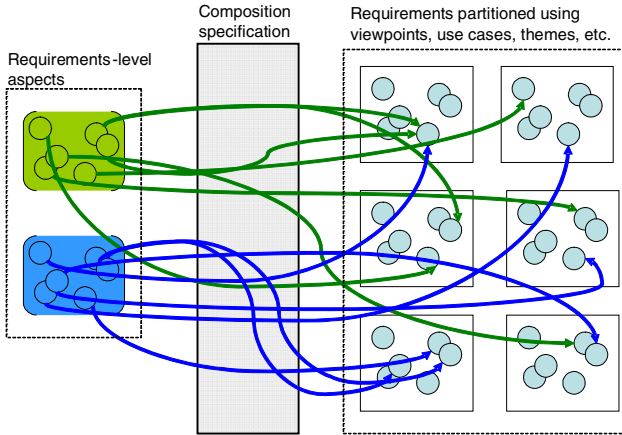 Composition
specification
Requirements partitioned using
viewpoints, use cases, themes, etc.
Requirements-level
aspects